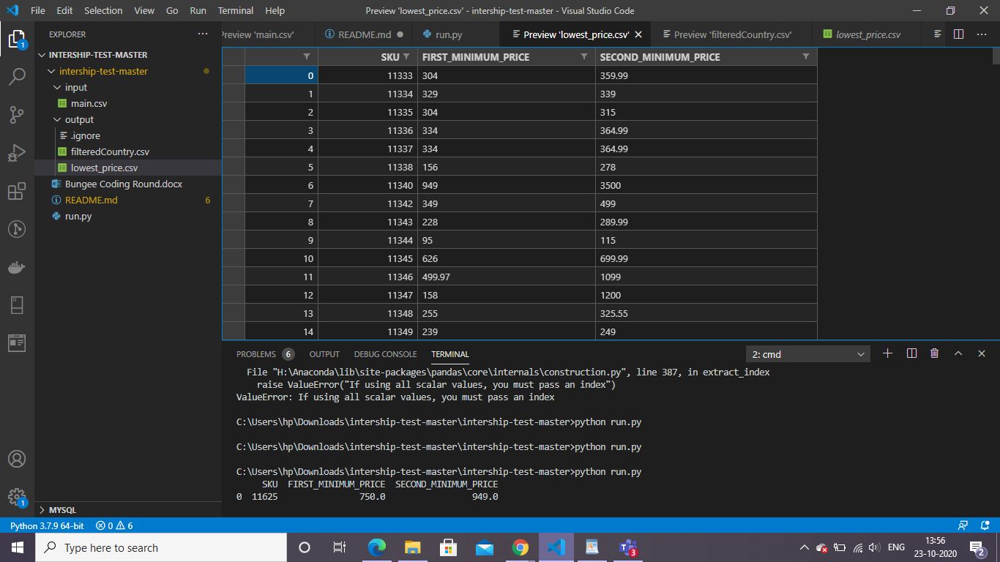 File Edit Selection View Go Run Terminal Help Preview 'lowest_price.csv' - intership-test-master - Visual Studio Code
EXPLORER
Preview 'main.csv' README.md run.py Preview 'lowest_price.csv' Preview 'filteredCountry.csv' lowest_price.csv
1
INTERSHIP-TEST-MASTER
intership-test-master
input
main.csv
output
.ignore
filteredCountry.csv
lowest_price.csv
Bungee Coding Round.docx
README.md 6
run.py
MYSQL
1
SKU FIRST_MINIMUM_PRICE SECOND_MINIMUM_PRICE
0 11333 304 359.99
1 11334 329 339
2 11335 304 315
3 11336 334 364.99
4 11337 334 364.99
5 11338 156 278
6 11340 949 3500
7 11342 349 499
8 11343 228 289.99
9 11344 95 115
10 11345 626 699.99
11 11346 499.97 1099
12 11347 158 1200
13 11348 255 325.55
14 11349 239 249
PROBLEMS 6 OUTPUT DEBUG CONSOLE TERMINAL 2: cmd
File "H:\Anaconda\lib\site-packages\pandas\core\internals\construction.py", line 387, in extract_index
raise ValueError("If using all scalar values, you must pass an index")
ValueError: If using all scalar values, you must pass an index
C:\Users\hp\Downloads\intership-test-master\intership-test-master>python run.py
C:\Users\hp\Downloads\intership-test-master\intership-test-master>python run.py
C:\Users\hp\Downloads\intership-test-master\intership-test-master>python run.py
SKU FIRST_MINIMUM_PRICE SECOND_MINIMUM_PRICE
0 11625 750.0 949.0
Python 3.7.9 64-bit 0 6
Type here to search
3
ENG
13:56
23-10-2020
2